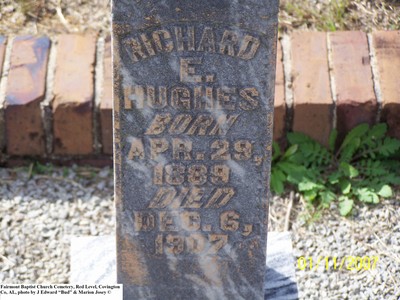 RICHARD
E.
HUGHES
BORN
APR. 29,
1889
DIED
DEC. 6,
1907
01/11/2007
Fairmont Baptist Church Cemetery, Red Level, Covington
Co. AL. photo by J Edward "Bud" & Marion Josey ©